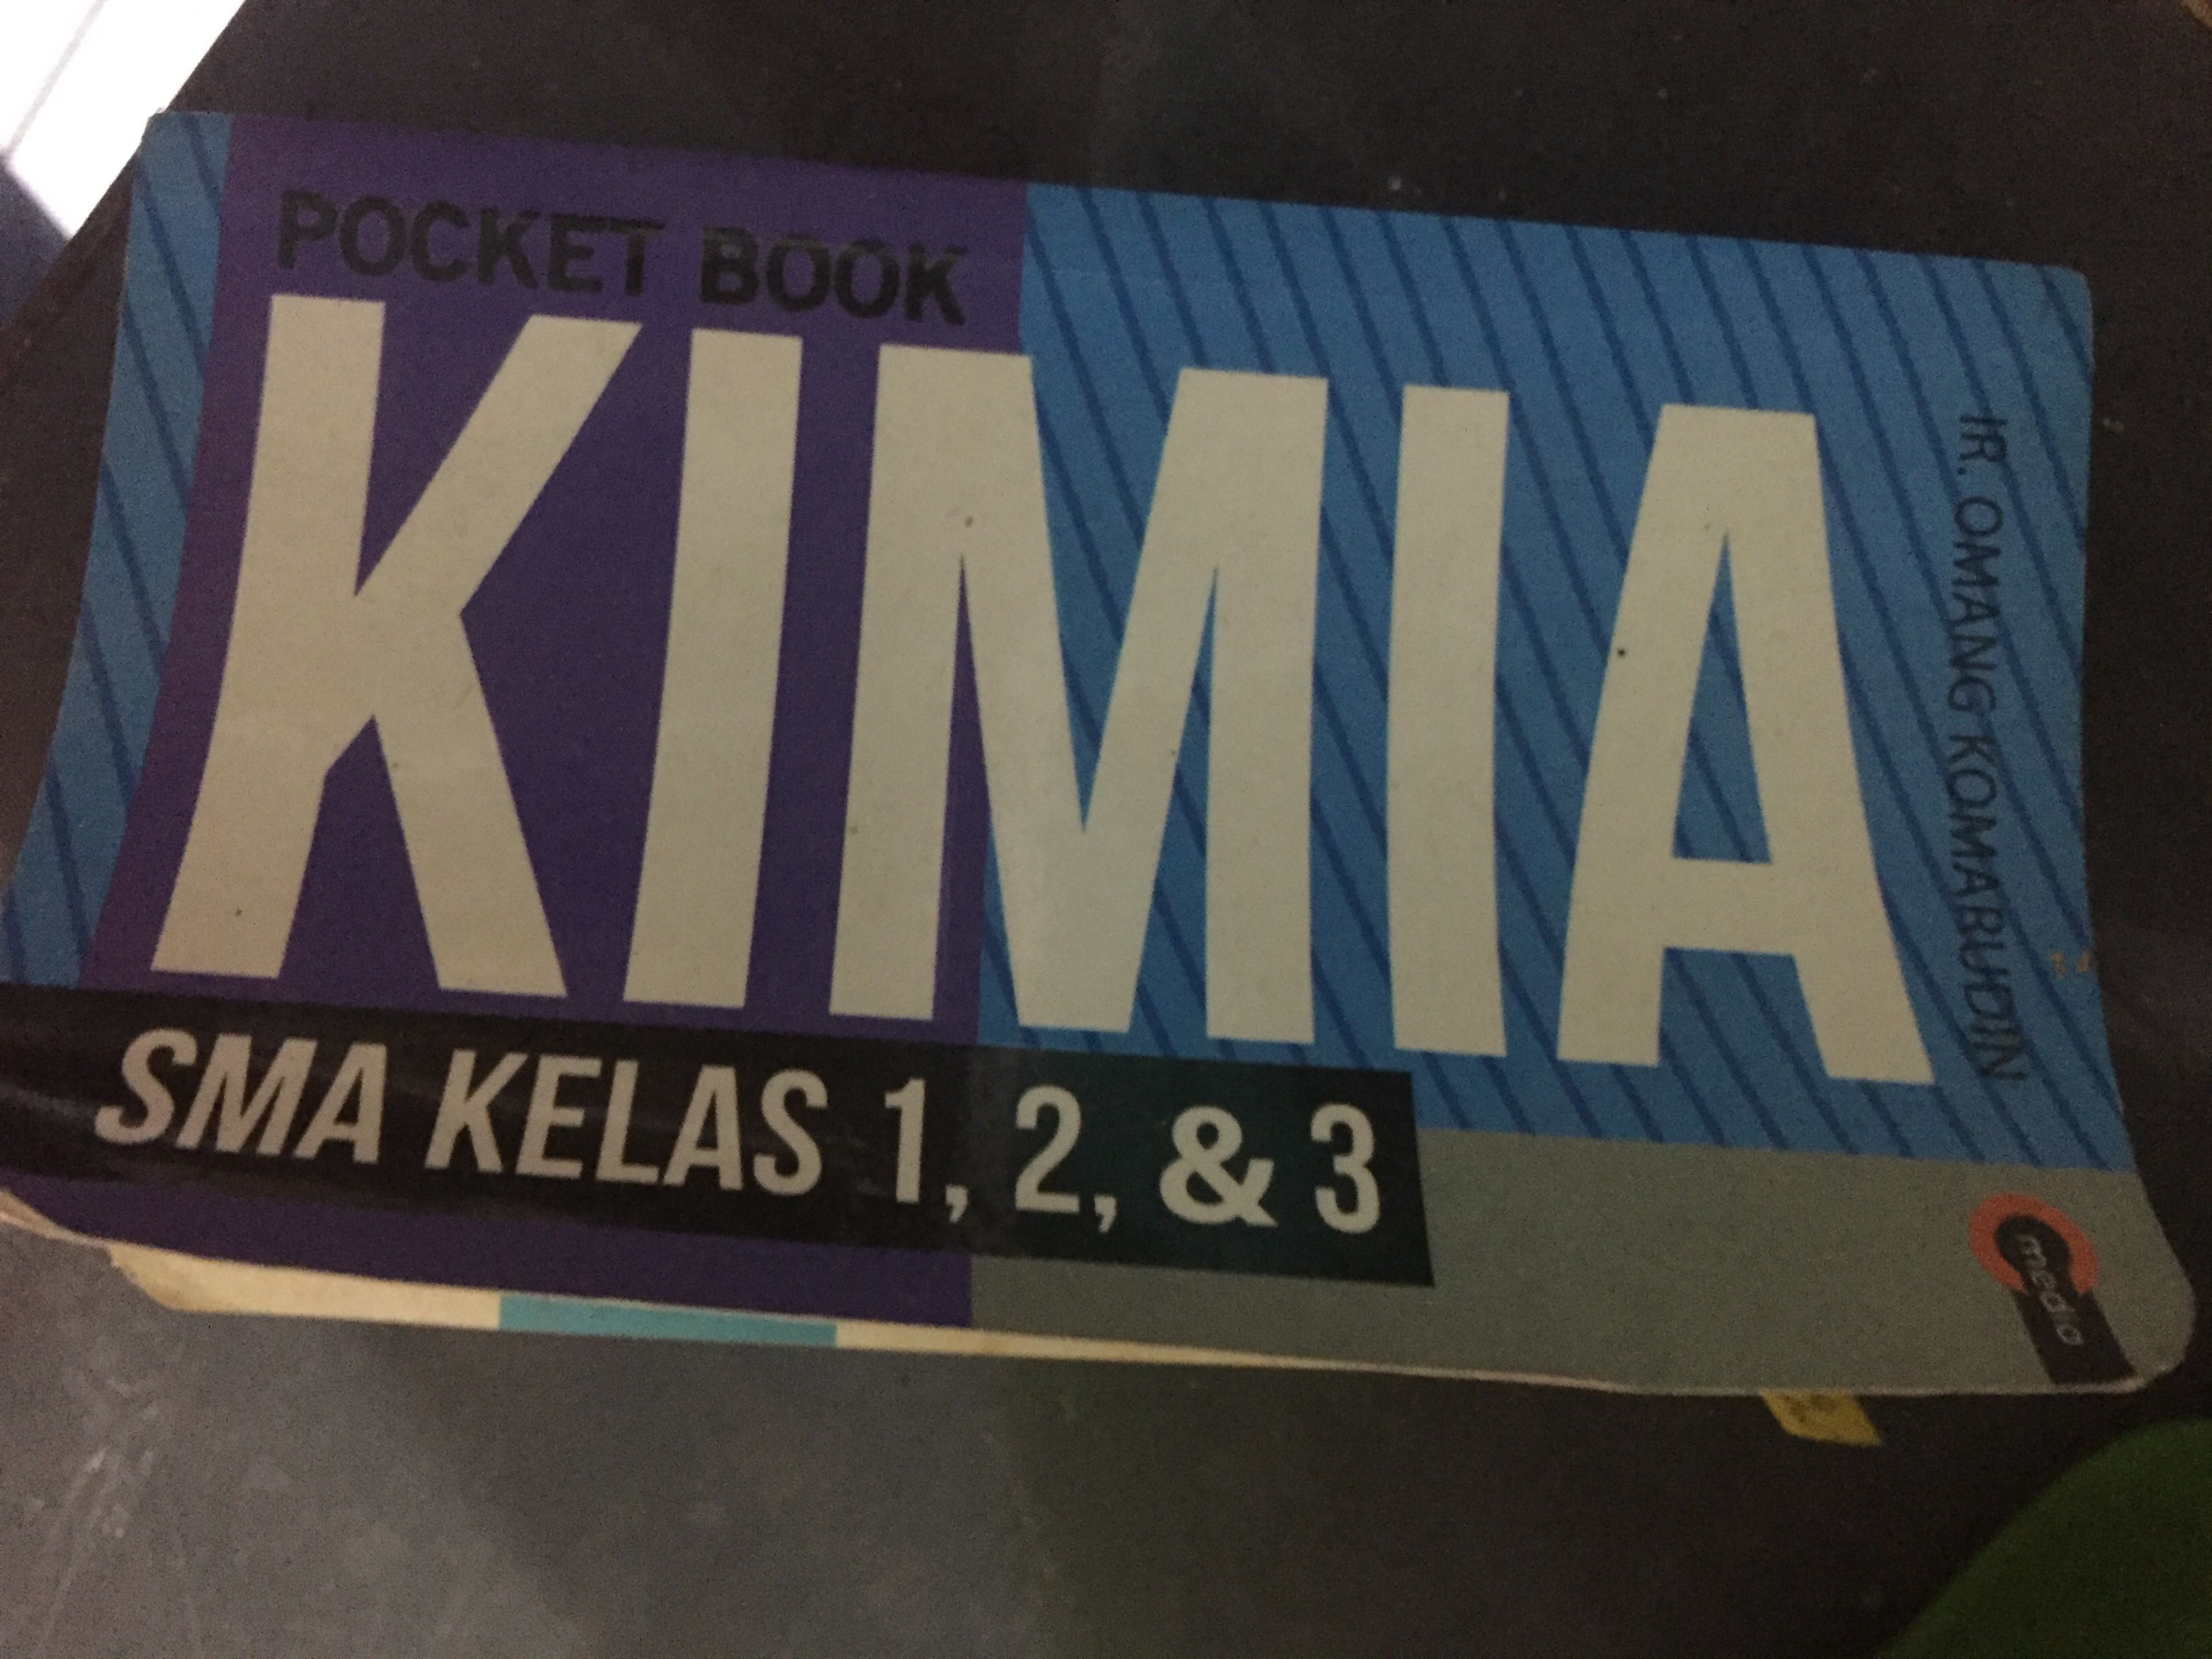 POCKET BOOK
KIMIA
SMA KELAS 1, 2, & 3
IR. OMANG KOMARUDIN
media